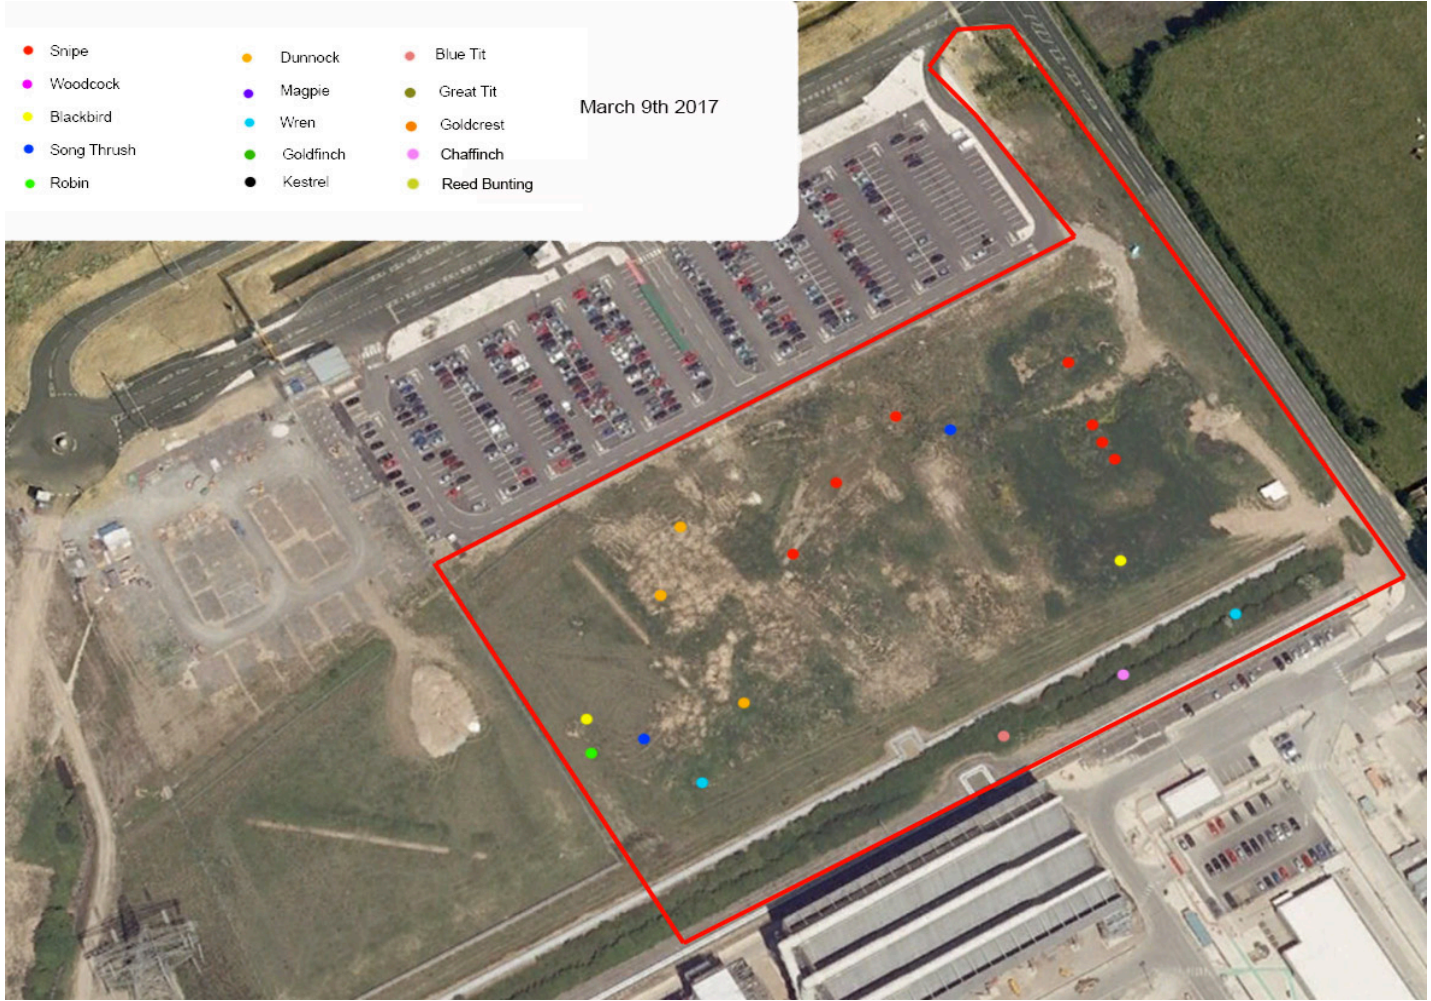 Snipe
Woodcock
Blackbird
Song Thrush
Robin
Dunnock
Magpie
Wren
Goldfinch
Kestrel
Blue Tit
Great Tit
Goldcrest
Chaffinch
Reed Bunting
March 9th 2017